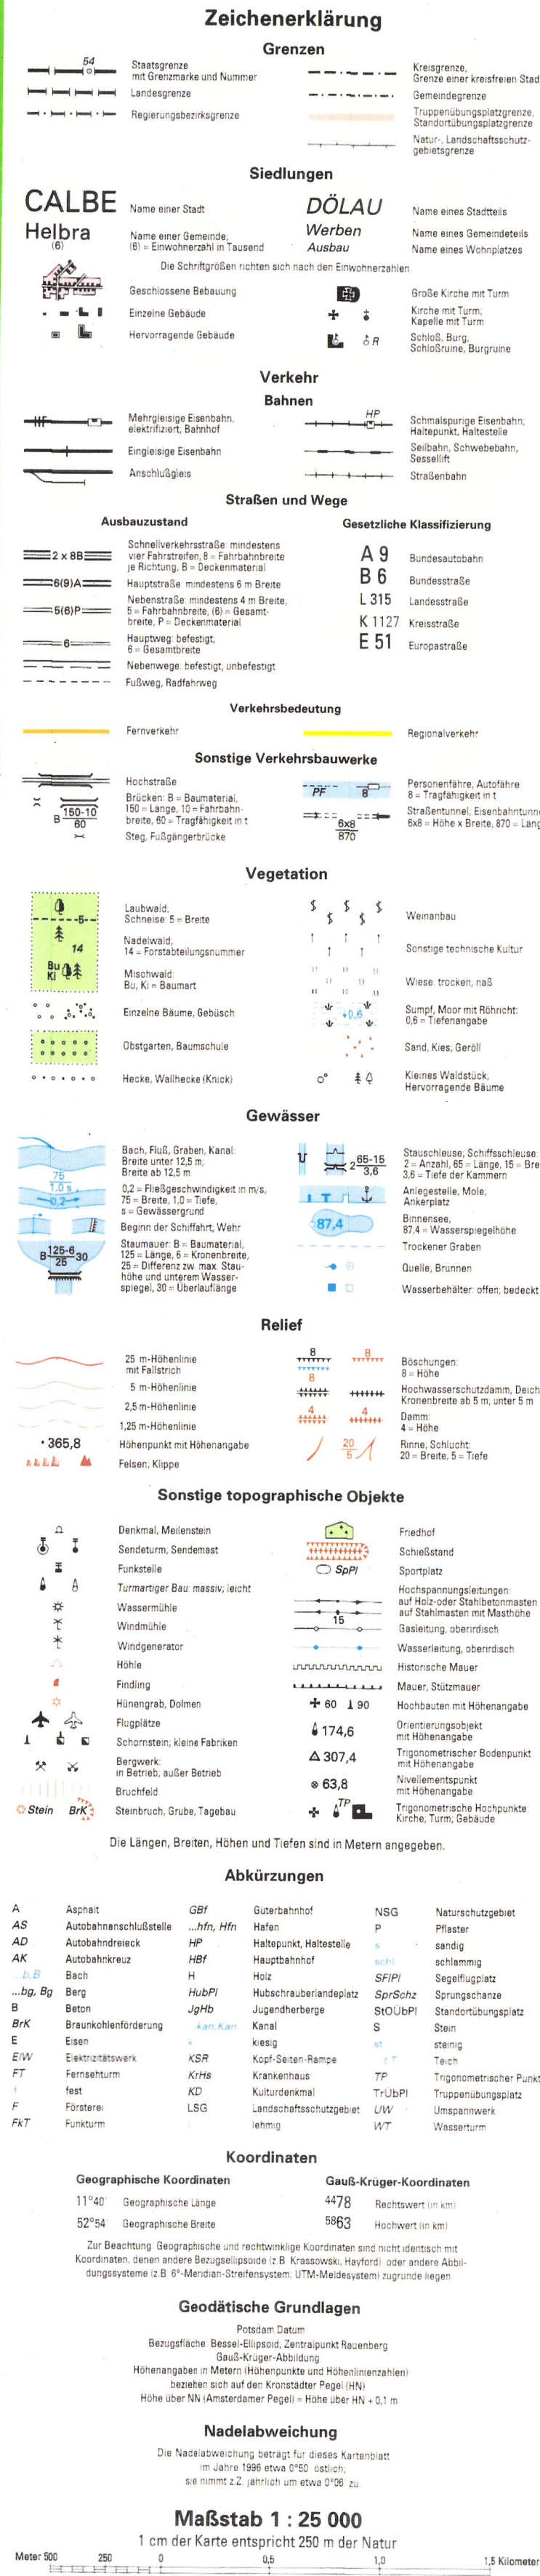 Zeichenerklärung
Grenzen
54
Staatsgrenze
mit Grenzmarke und Nummer
Landesgrenze
Regierungsbezirksgrenze
Kreisgrenze,
Grenze einer kreisfreien Stad
Gemeindegrenze
Truppenübungsplatzgrenze,
Standortübungsplatzgrenze
Natur-, Landschaftsschutz-
gebietsgrenze
Siedlungen
CALBE
Name einer Stadt
Helbra
(6)
Name einer Gemeinde;
(6) = Einwohnerzahl in Tausend
DÖLAU
Name eines Stadtteils
Werben
Name eines Gemeindeteils
Ausbau
Name eines Wohnplatzes
Die Schriftgrößen richten sich nach den Einwohnerzahlen
Geschlossene Bebauung
Einzelne Gebäude
Hervorragende Gebäude
Große Kirche mit Turm
Kirche mit Turm;
Kapelle mit Turm
R
Schloß, Burg,
Schloßruine, Burgruine
Verkehr
Bahnen
Mehrgleisige Eisenbahn,
elektrifiziert, Bahnhof
Eingleisige Eisenbahn
Anschlußgleis
HP
Schmalspurige Eisenbahn;
Haltepunkt, Haltestelle
Seilbahn, Schwebebahn,
Sessellift
Straßenbahn
Straßen und Wege
Ausbauzustand
2 x 8B
Schnellverkehrsstraße: mindestens
vier Fahrstreifen, 8 = Fahrbahnbreite
je Richtung, B = Deckenmaterial
6(9)A
Hauptstraße: mindestens 6 m Breite
5(6)P
Nebenstraße: mindestens 4 m Breite,
5 = Fahrbahnbreite, (6) = Gesamt-
breite, P = Deckenmaterial
6
Hauptweg: befestigt,
6 = Gesamtbreite
Nebenwege: befestigt, unbefestigt
Fußweg, Radfahrweg
Gesetzliche Klassifizierung
A 9 Bundesautobahn
B 6 Bundesstraße
L 315 Landesstraße
K 1127 Kreisstraße
E 51 Europastraße
Verkehrsbedeutung
Fernverkehr
Regionalverkehr
Sonstige Verkehrsbauwerke
Hochstraße
B 150-10
60
Brücken: B = Baumaterial,
150 = Länge, 10 = Fahrbahn-
breite, 60 = Tragfähigkeit in t
Steg, Fußgängerbrücke
PF
8
Personenfähre, Autofähre:
8 = Tragfähigkeit in t
6x8
870
Straßentunnel, Eisenbahntunne
6x8 = Höhe x Breite, 870 = Läng
Vegetation
5
Laubwald;
Schneise: 5 = Breite
14
Nadelwald;
14 = Forstabteilungsnummer
Bu
Ki
Mischwald:
Bu, Ki = Baumart
Einzelne Bäume, Gebüsch
Obstgarten, Baumschule
Hecke, Wallhecke (Knick)
Weinanbau
Sonstige technische Kultur
Wiese: trocken, naß
0,6
Sumpf, Moor mit Röhricht:
0,6 = Tiefenangabe
Sand, Kies, Geröll
Kleines Waldstück,
Hervorragende Bäume
Gewässer
Bach, Fluß, Graben, Kanal:
Breite unter 12,5 m;
Breite ab 12,5 m
75
1,0 s
0,2
0,2 = Fließgeschwindigkeit in m/s,
75 = Breite, 1,0 = Tiefe,
s = Gewässergrund
Beginn der Schiffahrt, Wehr
B 125-6 30
25
Staumauer: B = Baumaterial,
125 = Länge, 6 = Kronenbreite,
25 = Differenz zw. max. Stau-
höhe und unterem Wasser-
spiegel, 30 = Überlauflänge
2 65-15
3,6
Stauschleuse, Schiffsschleuse:
2 = Anzahl, 65 = Länge, 15 = Bre
3,6 = Tiefe der Kammern
Anlegestelle, Mole;
Ankerplatz
87,4
Binnensee,
87,4 = Wasserspiegelhöhe
Trockener Graben
Quelle, Brunnen
Wasserbehälter: offen; bedeckt
Relief
25 m-Höhenlinie
mit Fallstrich
5 m-Höhenlinie
2,5 m-Höhenlinie
1,25 m-Höhenlinie
365,8
Höhenpunkt mit Höhenangabe
Felsen, Klippe
8
8
8
Böschungen:
8 = Höhe
Hochwasserschutzdamm, Deich
Kronenbreite ab 5 m; unter 5 m
4
4
Damm:
4 = Höhe
20
5
Rinne, Schlucht:
20 = Breite, 5 = Tiefe
Sonstige topographische Objekte
Denkmal, Meilenstein
Sendeturm, Sendemast
Funkstelle
Turmartiger Bau: massiv; leicht
Wassermühle
Windmühle
Windgenerator
Höhle
Findling
Hünengrab, Dolmen
Flugplätze
Schornstein; kleine Fabriken
Bergwerk:
in Betrieb; außer Betrieb
Bruchfeld
Stein BrK
Steinbruch, Grube, Tagebau
Friedhof
Schießstand
SpPl
Sportplatz
15
Hochspannungsleitungen:
auf Holz-oder Stahlbetonmasten
auf Stahlmasten mit Masthöhe
Gasleitung, oberirdisch
Wasserleitung, oberirdisch
Historische Mauer
Mauer, Stützmauer
60 90
Hochbauten mit Höhenangabe
174,6
Orientierungsobjekt
mit Höhenangabe
307,4
Trigonometrischer Bodenpunkt
mit Höhenangabe
63,8
Nivellementspunkt
mit Höhenangabe
TP
Trigonometrische Hochpunkte:
Kirche; Turm; Gebäude
Die Längen, Breiten, Höhen und Tiefen sind in Metern angegeben.
Abkürzungen
A Asphalt
AS Autobahnanschlußstelle
AD Autobahndreieck
AK Autobahnkreuz
...b,B Bach
...bg, Bg Berg
B Beton
BrK Braunkohlenförderung
E Eisen
EIW Elektrizitätswerk
FT Fernsehturm
f fest
F Försterei
FkT Funkturm
GBf Güterbahnhof
...hfn, Hfn Hafen
HP Haltepunkt, Haltestelle
HBf Hauptbahnhof
H Holz
HubPl Hubschrauberlandeplatz
JgHb Jugendherberge
kan,Kan Kanal
k kiesig
KSR Kopf-Seiten-Rampe
KrHs Krankenhaus
KD Kulturdenkmal
LSG Landschaftsschutzgebiet
l lehmig
NSG Naturschutzgebiet
P Pflaster
s sandig
schl schlammig
SFlPl Segelflugplatz
SprSchz Sprungschanze
StOÜbPl Standortübungsplatz
S Stein
st steinig
t T Teich
TP Trigonometrischer Punkt
TrÜbPl Truppenübungsplatz
UW Umspannwerk
WT Wasserturm
Koordinaten
Geographische Koordinaten
11°40' Geographische Länge
52°54' Geographische Breite
Gauß-Krüger-Koordinaten
4478 Rechtswert (in km)
5863 Hochwert (in km)
Zur Beachtung: Geographische und rechtwinklige Koordinaten sind nicht identisch mit
Koordinaten, denen andere Bezugsellipsoide (z.B. Krassowski, Hayford) oder andere Abbil-
dungssysteme (z.B. 6°-Meridian-Streifensystem; UTM-Meldesystem) zugrunde liegen
Geodätische Grundlagen
Potsdam Datum
Bezugsfläche: Bessel-Ellipsoid, Zentralpunkt Rauenberg
Gauß-Krüger-Abbildung
Höhenangaben in Metern (Höhenpunkte und Höhenlinienzahlen)
beziehen sich auf den Kronstädter Pegel (HN)
Höhe über NN (Amsterdamer Pegel) = Höhe über HN + 0,1 m
Nadelabweichung
Die Nadelabweichung beträgt für dieses Kartenblatt
im Jahre 1996 etwa 0°50' östlich;
sie nimmt z.Z. jährlich um etwa 0°06' zu.
Maßstab 1 : 25 000
1 cm der Karte entspricht 250 m der Natur
Meter 500 250 0 0,5 1,0 1,5 Kilometer